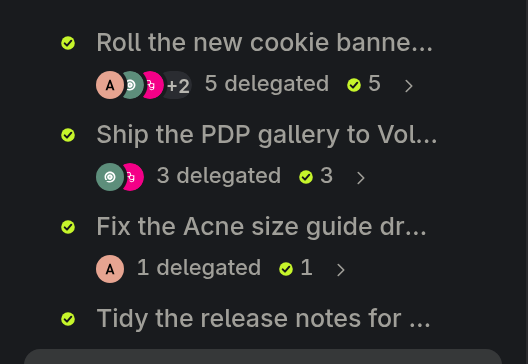 Roll the new cookie banne...
A +2 5 delegated 5
Ship the PDP gallery to Vol...
3 delegated 3
Fix the Acne size guide dr...
A 1 delegated 1
Tidy the release notes for ...